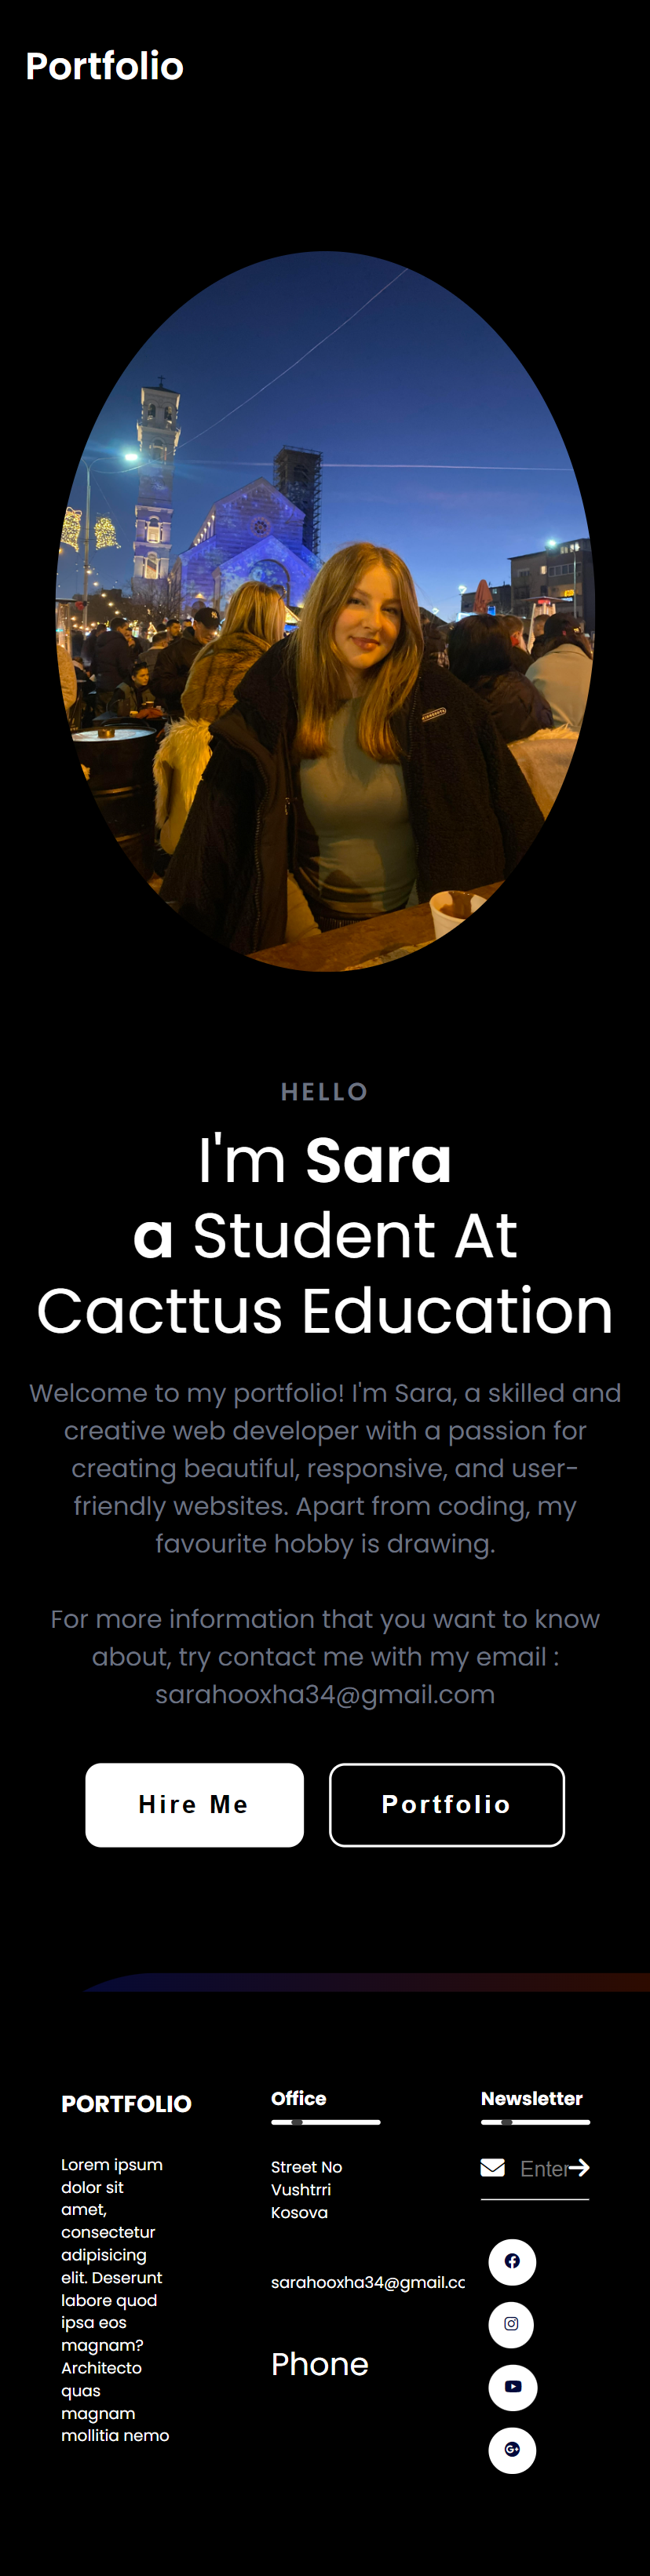 Portfolio
HELLO
I'm Sara
a Student At
Cacttus Education
Welcome to my portfolio! I'm Sara, a skilled and
creative web developer with a passion for
creating beautiful, responsive, and user-
friendly websites. Apart from coding, my
favourite hobby is drawing.
For more information that you want to know
about, try contact me with my email :
sarahooxha34@gmail.com
Hire Me
Portfolio
PORTFOLIO
Lorem ipsum
dolor sit
amet,
consectetur
adipisicing
elit. Deserunt
labore quod
ipsa eos
magnam?
Architecto
quas
magnam
mollitia nemo
Office
Street No
Vushtrri
Kosova
sarahooxha34@gmail.co
Phone
Newsletter
Enter